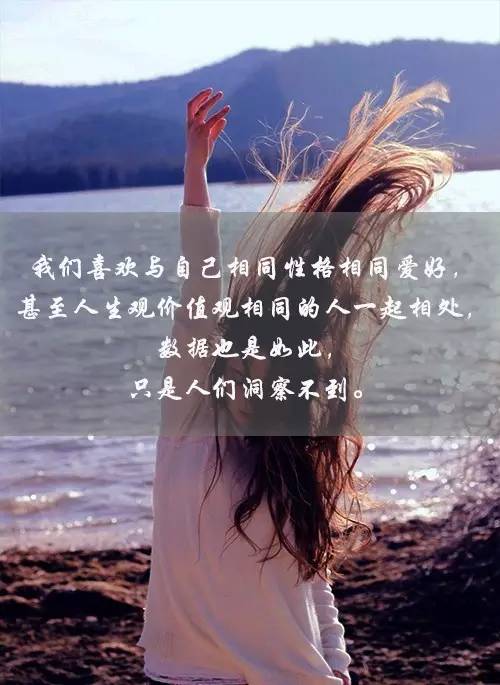 我们喜欢与自己相同性格相同爱好，
甚至人生观价值观相同的人一起相处，
数据也是如此，
只是人们洞察不到。